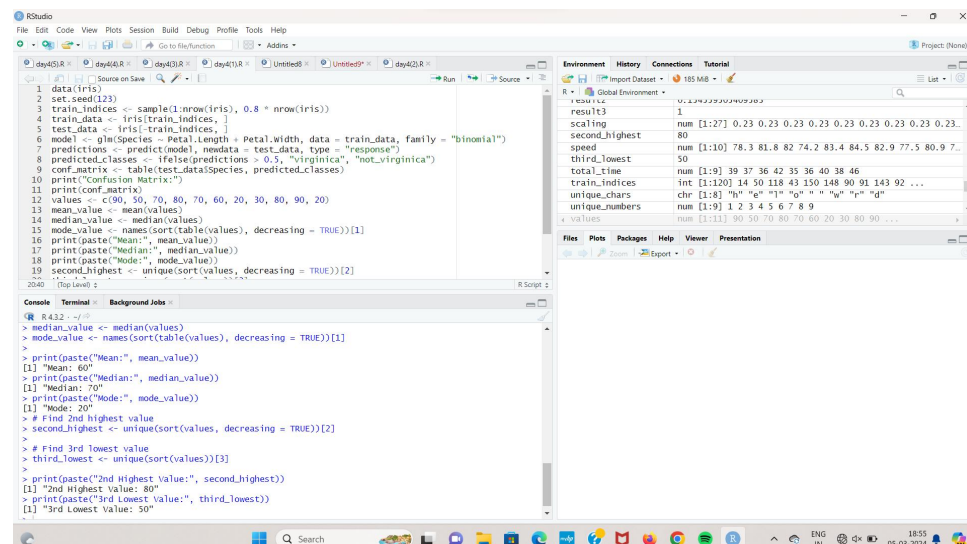 RStudio
File Edit Code View Plots Session Build Debug Profile Tools Help
Go to file/function Addins Project: (None)
day4(5).R day4(4).R day4(3).R day4(1).R Untitled8 Untitled9* day4(2).R
Source on Save Run Source
1 data(iris)
2 set.seed(123)
3 train_indices <- sample(1:nrow(iris), 0.8 * nrow(iris))
4 train_data <- iris[train_indices, ]
5 test_data <- iris[-train_indices, ]
6 model <- glm(Species ~ Petal.Length + Petal.Width, data = train_data, family = "binomial")
7 predictions <- predict(model, newdata = test_data, type = "response")
8 predicted_classes <- ifelse(predictions > 0.5, "virginica", "not_virginica")
9 conf_matrix <- table(test_data$Species, predicted_classes)
10 print("Confusion Matrix:")
11 print(conf_matrix)
12 values <- c(90, 50, 70, 80, 70, 60, 20, 30, 80, 90, 20)
13 mean_value <- mean(values)
14 median_value <- median(values)
15 mode_value <- names(sort(table(values), decreasing = TRUE))[1]
16 print(paste("Mean:", mean_value))
17 print(paste("Median:", median_value))
18 print(paste("Mode:", mode_value))
19 second_highest <- unique(sort(values, decreasing = TRUE))[2]
20:40 (Top Level) R Script
Console Terminal Background Jobs
R 4.3.2 · ~/
> median_value <- median(values)
> mode_value <- names(sort(table(values), decreasing = TRUE))[1]
>
> print(paste("Mean:", mean_value))
[1] "Mean: 60"
> print(paste("Median:", median_value))
[1] "Median: 70"
> print(paste("Mode:", mode_value))
[1] "Mode: 20"
> # Find 2nd highest value
> second_highest <- unique(sort(values, decreasing = TRUE))[2]
>
> # Find 3rd lowest value
> third_lowest <- unique(sort(values))[3]
>
> print(paste("2nd Highest Value:", second_highest))
[1] "2nd Highest Value: 80"
> print(paste("3rd Lowest Value:", third_lowest))
[1] "3rd Lowest Value: 50"
Environment History Connections Tutorial
Import Dataset 185 MiB List
R Global Environment
result2
result3 1
scaling num [1:27] 0.23 0.23 0.23 0.23 0.23 0.23 0.23 0.23 0.23…
second_highest 80
speed num [1:10] 78.3 81.8 82 74.2 83.4 84.5 82.9 77.5 80.9 7…
third_lowest 50
total_time num [1:9] 39 37 36 42 35 36 40 38 46
train_indices int [1:120] 14 50 118 43 150 148 90 91 143 92 ...
unique_chars chr [1:8] "h" "e" "l" "o" " " "w" "r" "d"
unique_numbers num [1:9] 1 2 3 4 5 6 7 8 9
values num [1:11] 90 50 70 80 70 60 20 30 80 90 ...
Files Plots Packages Help Viewer Presentation
Zoom Export
Search
ENG
IN
18:55
05-03-2024